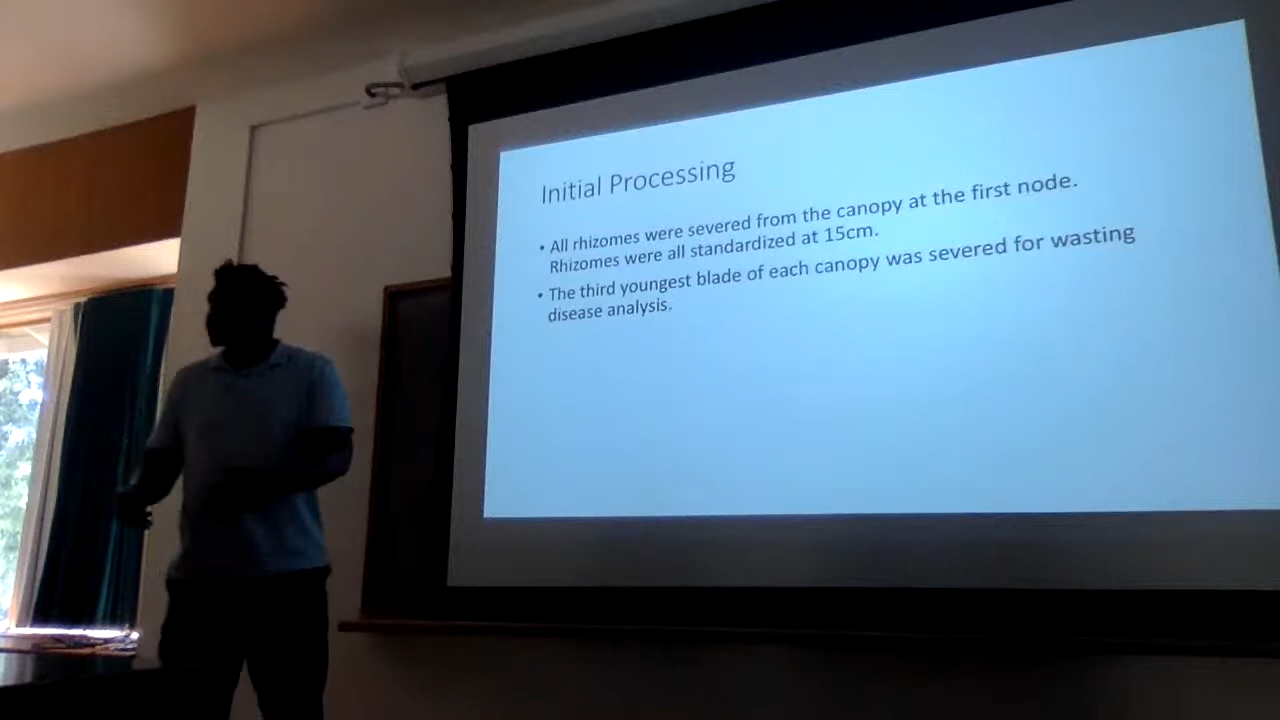 Initial Processing
• All rhizomes were severed from the canopy at the first node.
Rhizomes were all standardized at 15cm.
• The third youngest blade of each canopy was severed for wasting
disease analysis.